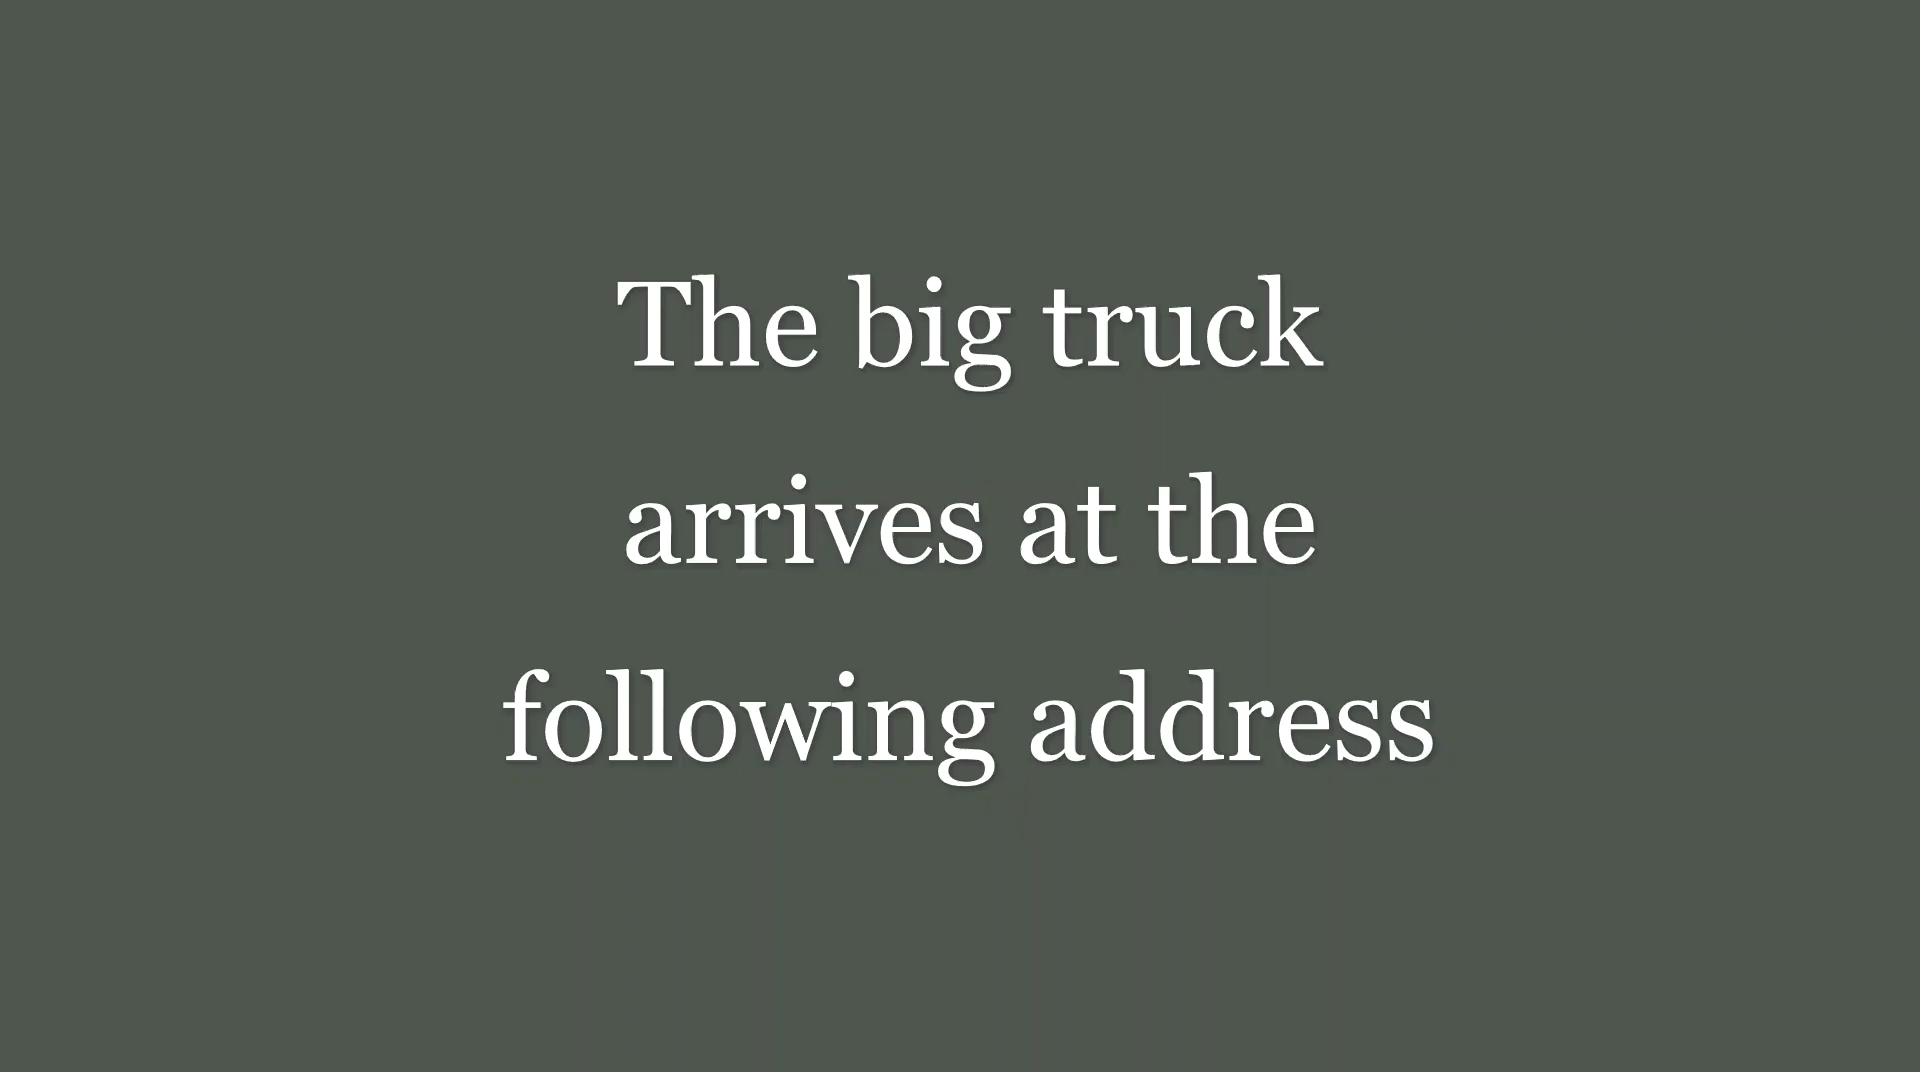 The big truck
arrives at the
following address